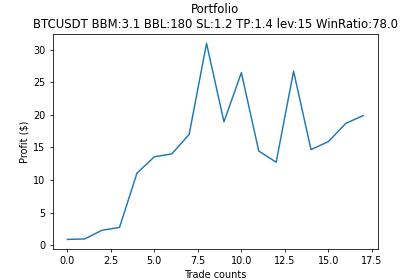 Portfolio
BTCUSDT BBM:3.1 BBL:180 SL:1.2 TP:1.4 lev:15 WinRatio:78.0
Profit ($)
30
25
20
15
10
5
0
0.0 2.5 5.0 7.5 10.0 12.5 15.0 17.5
Trade counts